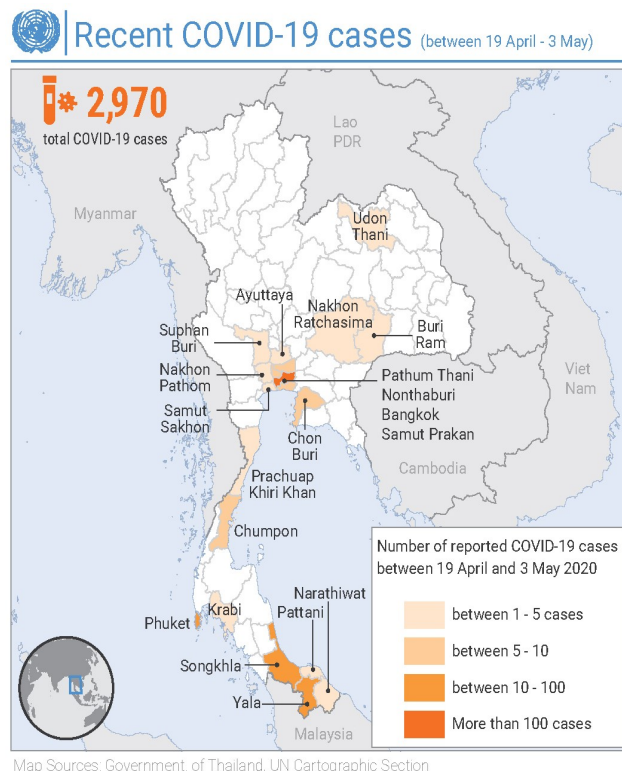 Recent COVID-19 cases (between 19 April - 3 May)
2,970
total COVID-19 cases
Lao
PDR
Myanmar
Udon
Thani
Ayuttaya
Nakhon
Ratchasima
Suphan
Buri
Buri
Ram
Nakhon
Pathom
Pathum Thani
Nonthaburi
Bangkok
Samut Prakan
Viet
Nam
Samut
Sakhon
Chon
Buri
Cambodia
Prachuap
Khiri Khan
Chumpon
Number of reported COVID-19 cases
between 19 April and 3 May 2020
Narathiwat
Krabi
Pattani
Phuket
between 1 - 5 cases
between 5 - 10
Songkhla
between 10 - 100
Yala
More than 100 cases
Malaysia
Map Sources: Government. of Thailand, UN Cartographic Section